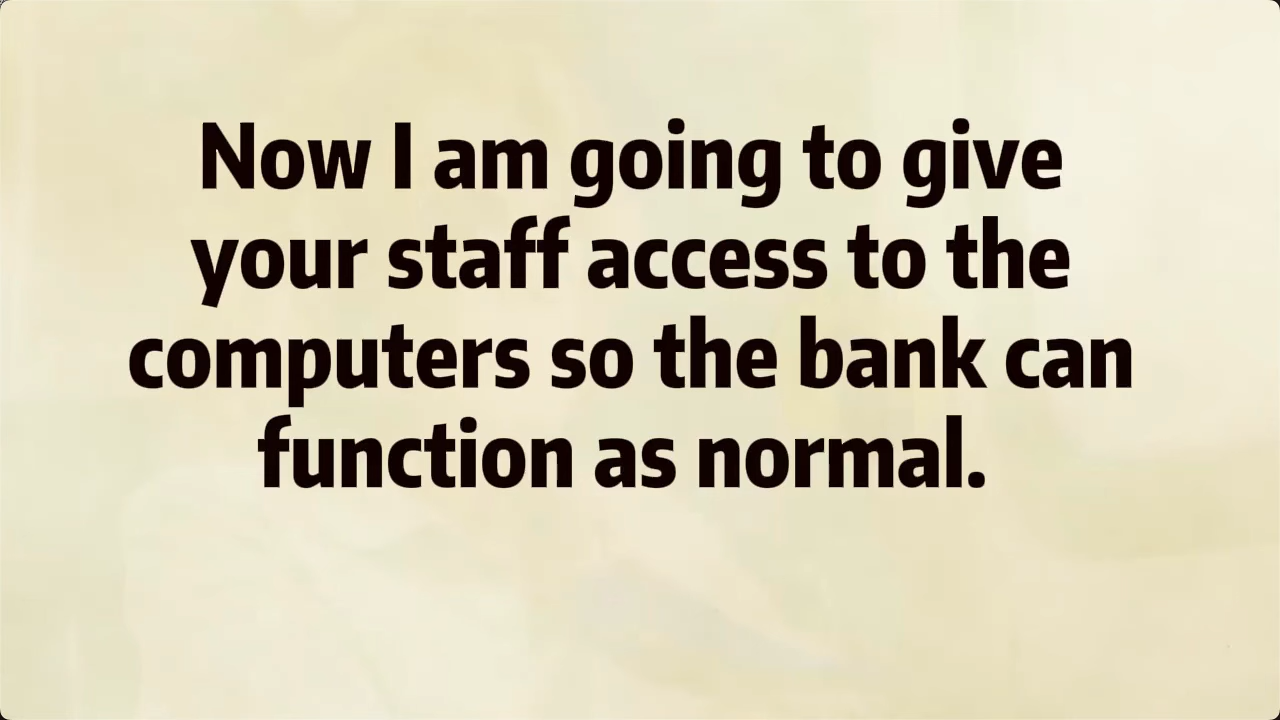 Now I am going to give
your staff access to the
computers so the bank can
function as normal.